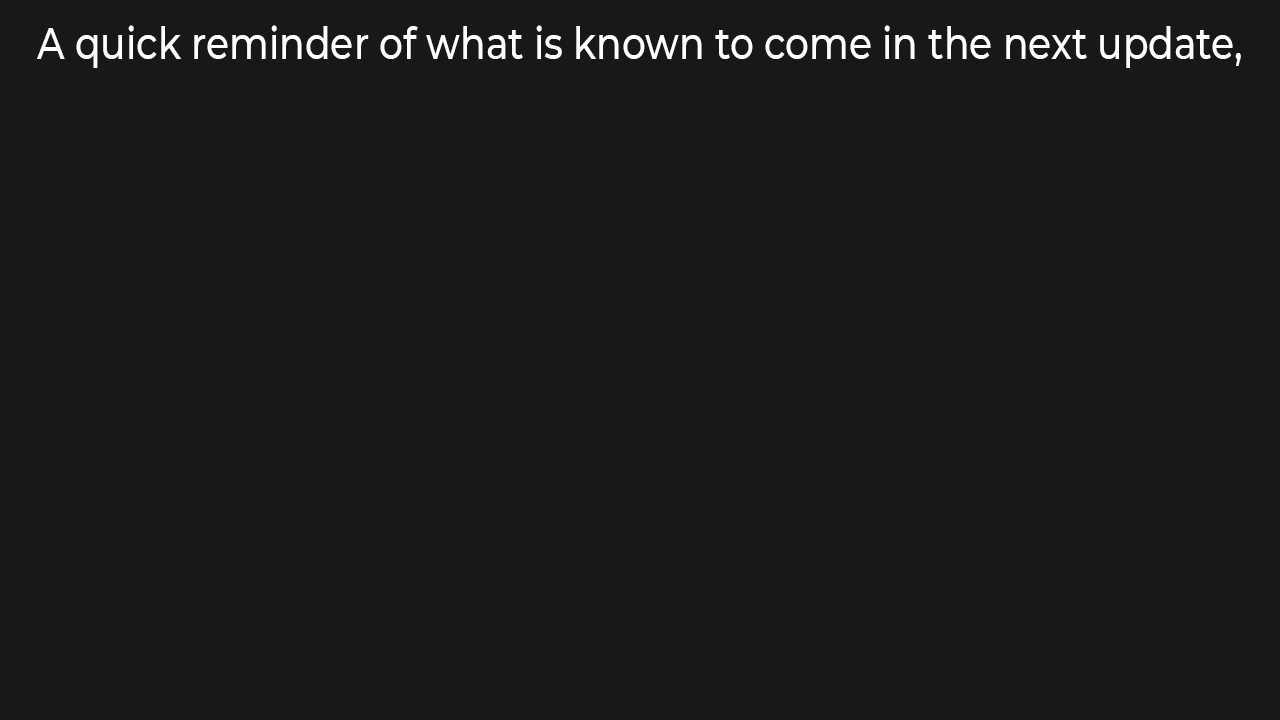 A quick reminder of what is known to come in the next update,